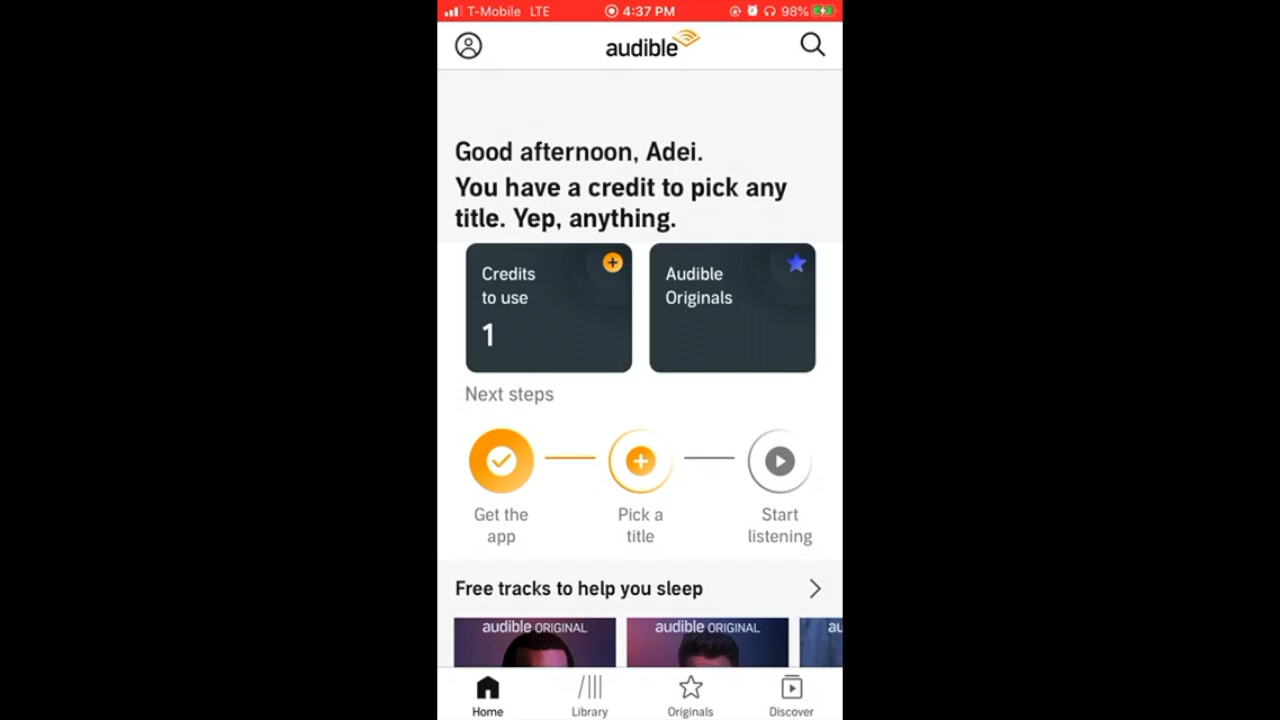 T-Mobile LTE 4:37 PM 98%
audible
Good afternoon, Adei.
You have a credit to pick any
title. Yep, anything.
Credits
to use
1
Audible
Originals
Next steps
Get the
app
Pick a
title
Start
listening
Free tracks to help you sleep
audible ORIGINAL
audible ORIGINAL
au
Home
Library
Originals
Discover